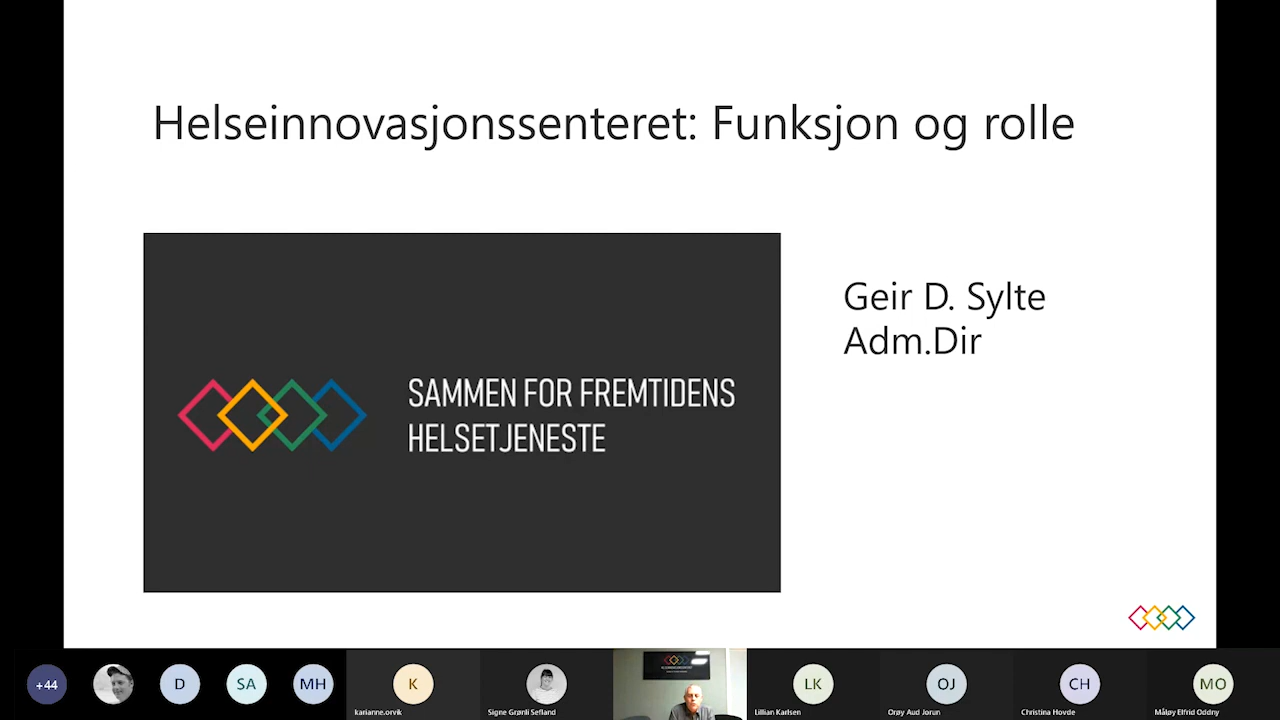 Helseinnovasjonssenteret: Funksjon og rolle
SAMMEN FOR FREMTIDENS
HELSETJENESTE
Geir D. Sylte
Adm.Dir
+44
D
SA
MH
K
karianne.orvik
Signe Grønli Sefland
LK
Lillian Karlsen
OJ
Orøy Aud Jorun
CH
Christina Hovde
MO
Måløy Elfrid Oddny